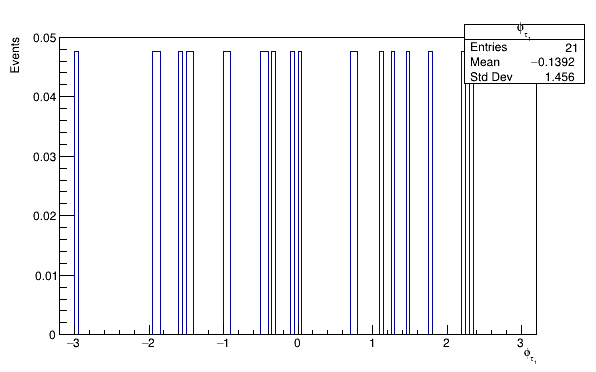 ϕτ1
Entries 21
Mean −0.1392
Std Dev 1.456
Events
0.05
0.04
0.03
0.02
0.01
0
−3 −2 −1 0 1 2 3
ϕτ1